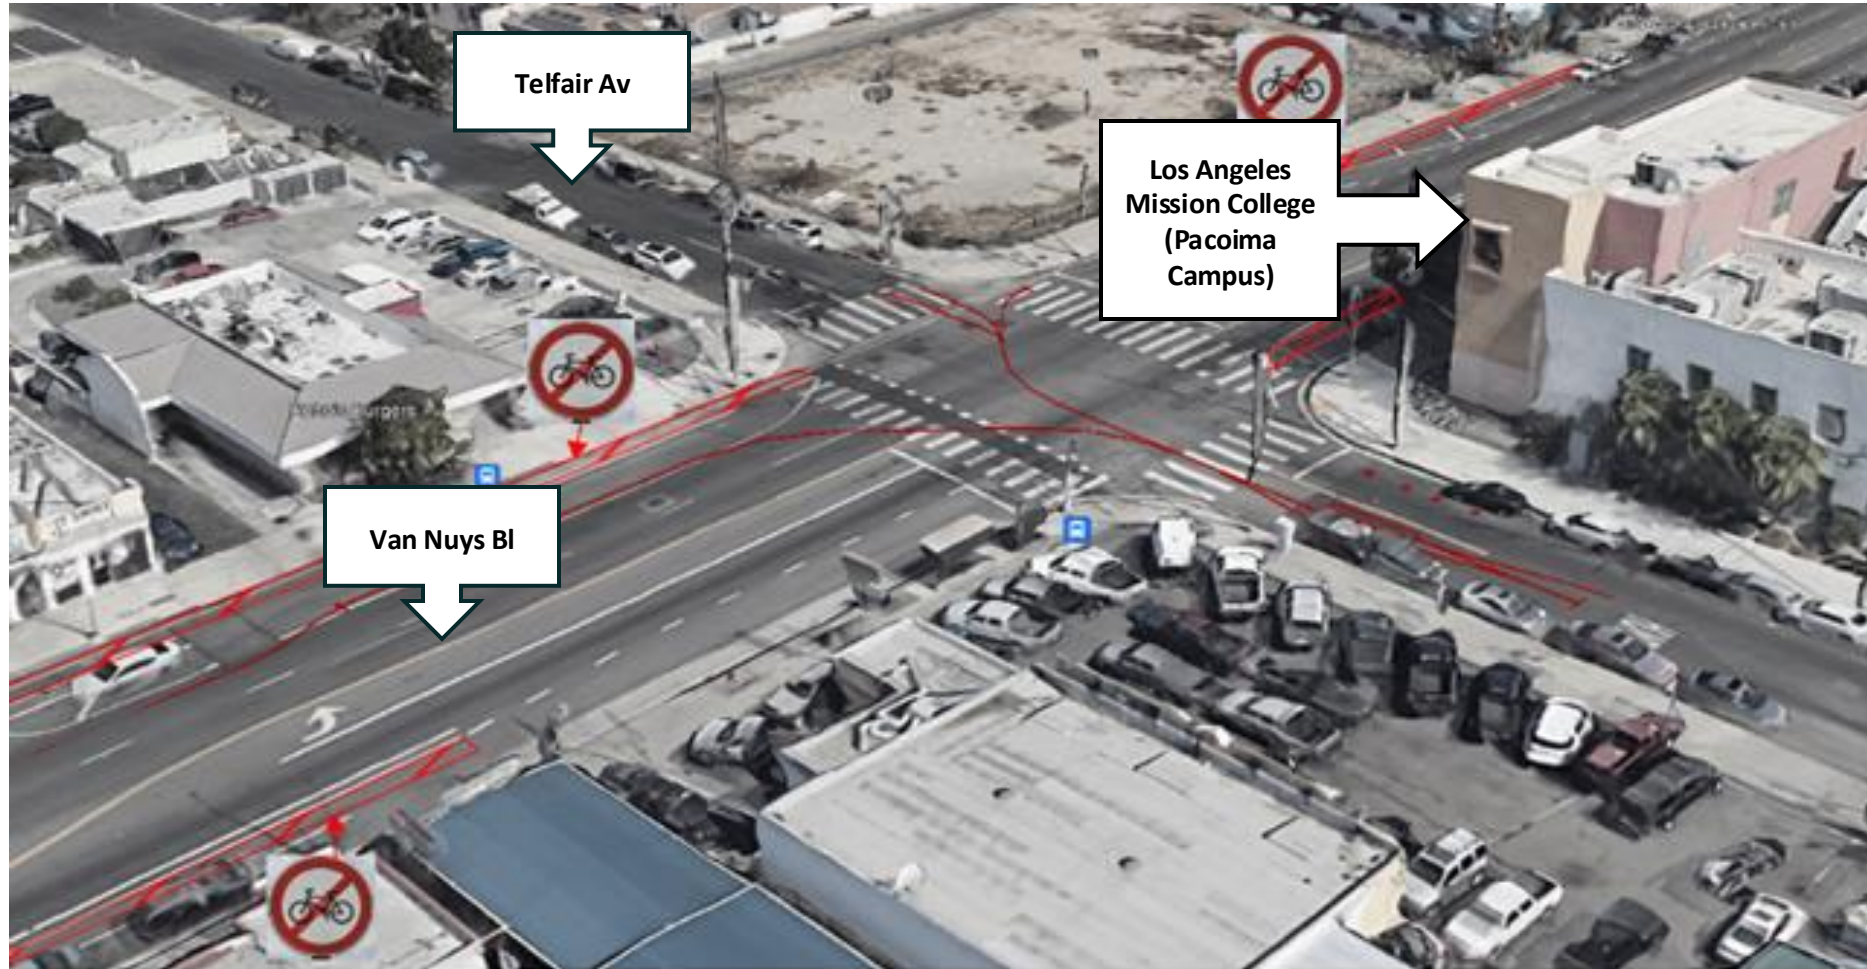 Telfair Av
Los Angeles
Mission College
(Pacoima
Campus)
Van Nuys Bl